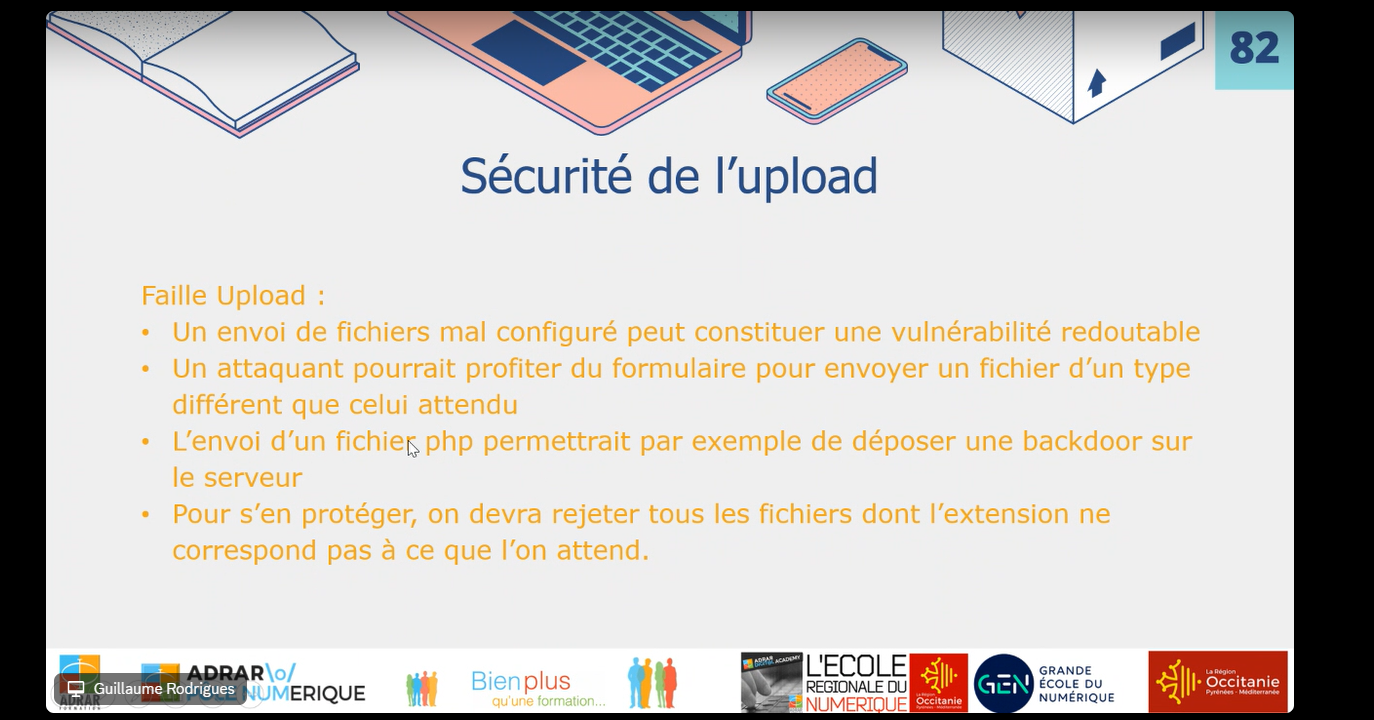 82
Sécurité de l’upload
Faille Upload :
• Un envoi de fichiers mal configuré peut constituer une vulnérabilité redoutable
• Un attaquant pourrait profiter du formulaire pour envoyer un fichier d’un type
différent que celui attendu
• L’envoi d’un fichier php permettrait par exemple de déposer une backdoor sur
le serveur
• Pour s’en protéger, on devra rejeter tous les fichiers dont l’extension ne
correspond pas à ce que l’on attend.
ADRAR
FORMATION
Guillaume Rodrigues
ADRAR\o/
NUMERIQUE
Bien plus
qu'une formation...
ADRAR
ACADEMY
L'ECOLE
REGIONALE DU
NUMERIQUE
La Région
Occitanie
Pyrénées - Méditerranée
GEN
GRANDE
ÉCOLE DU
NUMÉRIQUE
La Région
Occitanie
Pyrénées - Méditerranée